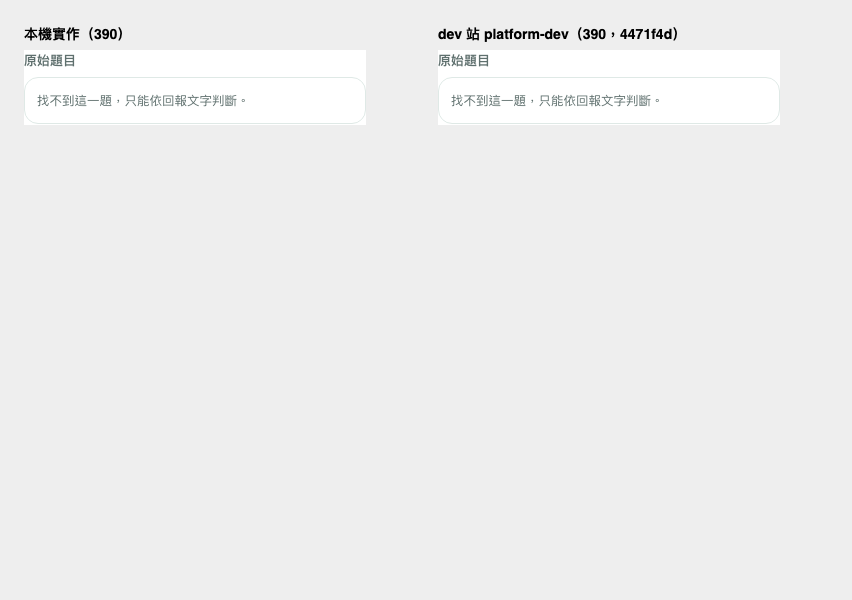 本機實作（390）
原始題目
找不到這一題，只能依回報文字判斷。
dev 站 platform-dev（390，4471f4d）
原始題目
找不到這一題，只能依回報文字判斷。